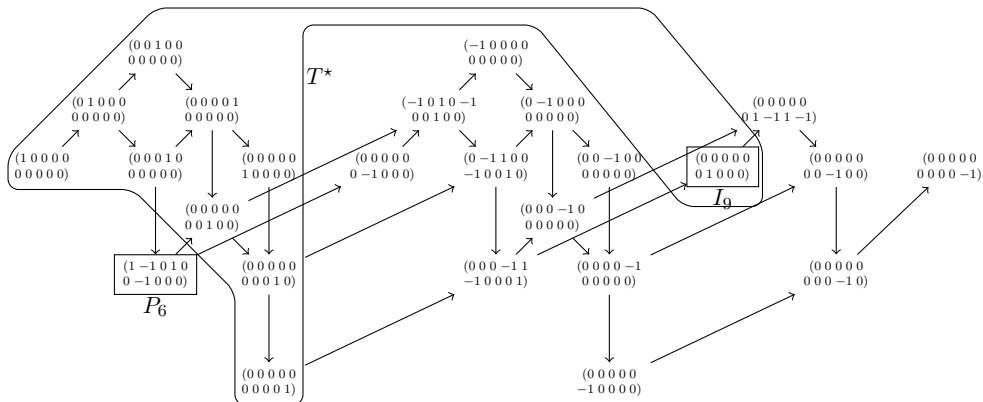 (0 0 1 0 0
0 0 0 0 0)
(−1 0 0 0 0
0 0 0 0 0)
T⋆
(0 1 0 0 0
0 0 0 0 0)
(0 0 0 0 1
0 0 0 0 0)
(−1 0 1 0 −1
0 0 1 0 0)
(0 −1 0 0 0
0 0 0 0 0)
(0 0 0 0 0
0 1 −1 1 −1)
(1 0 0 0 0
0 0 0 0 0)
(0 0 0 1 0
0 0 0 0 0)
(0 0 0 0 0
1 0 0 0 0)
(0 0 0 0 0
0 −1 0 0 0)
(0 −1 1 0 0
−1 0 0 1 0)
(0 0 −1 0 0
0 0 0 0 0)
(0 0 0 0 0
0 1 0 0 0)
(0 0 0 0 0
0 0 −1 0 0)
(0 0 0 0 0
0 0 0 0 −1)
I₉
(0 0 0 0 0
0 0 1 0 0)
(0 0 0 −1 0
0 0 0 0 0)
(1 −1 0 1 0
0 −1 0 0 0)
P₆
(0 0 0 0 0
0 0 0 1 0)
(0 0 0 −1 1
−1 0 0 0 1)
(0 0 0 0 −1
0 0 0 0 0)
(0 0 0 0 0
0 0 0 −1 0)
(0 0 0 0 0
0 0 0 0 1)
(0 0 0 0 0
−1 0 0 0 0)